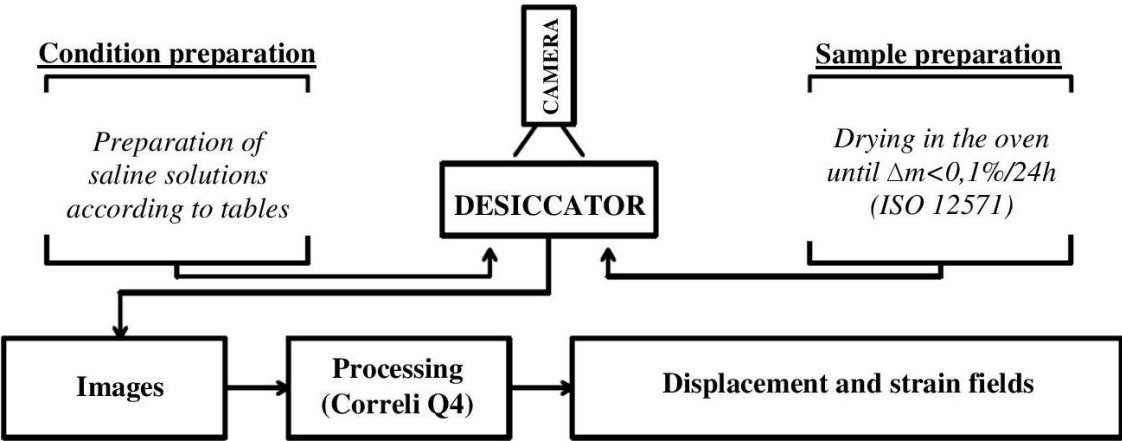 Condition preparation
Preparation of
saline solutions
according to tables
CAMERA
DESICCATOR
Sample preparation
Drying in the oven
until Δm<0,1%/24h
(ISO 12571)
Images
Processing
(Correli Q4)
Displacement and strain fields